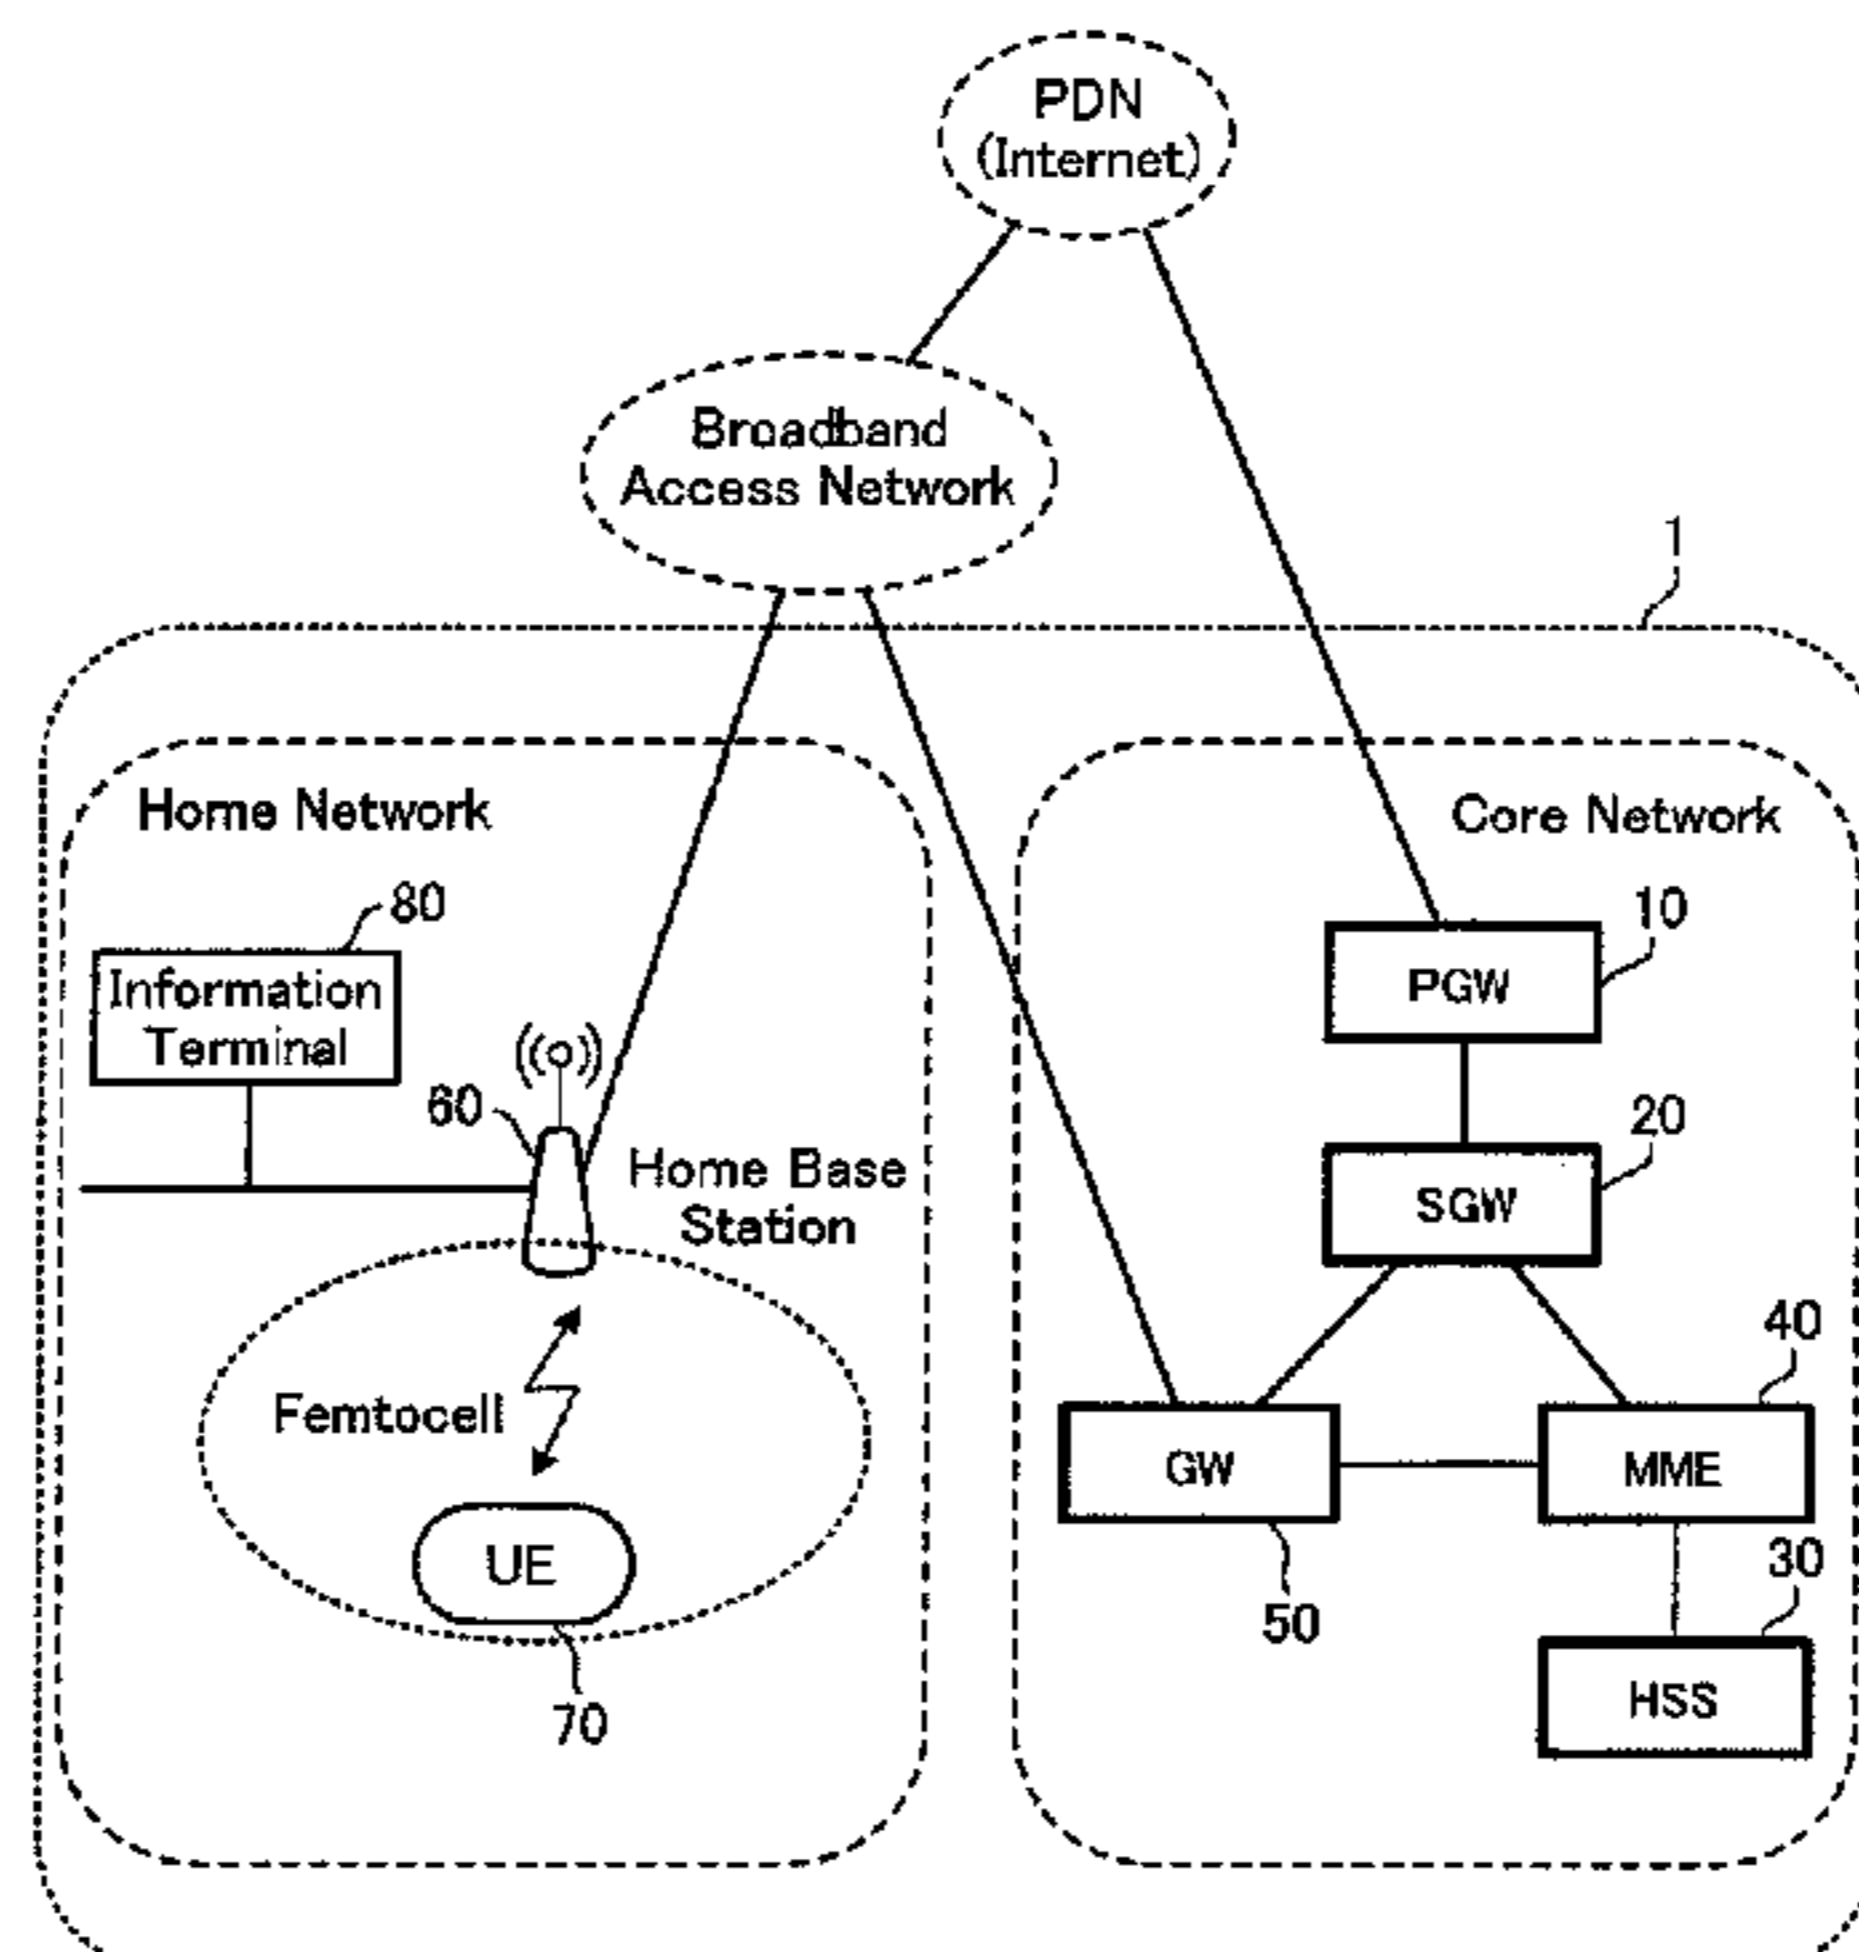 PDN
(Internet)
Broadband
Access Network
1
Home Network
Core Network
80
Information
Terminal
10
PGW
60
Home Base
Station
20
SGW
40
Femtocell
GW
MME
UE
50
30
70
HSS